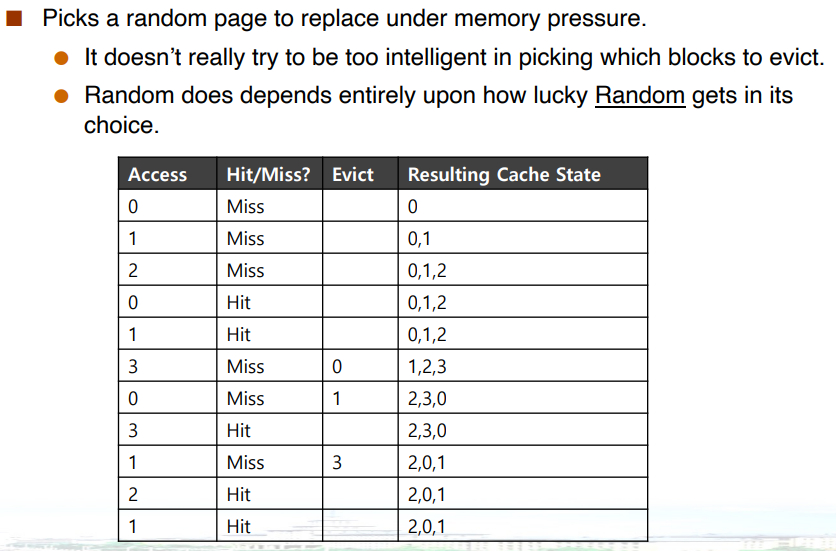 Picks a random page to replace under memory pressure.
It doesn’t really try to be too intelligent in picking which blocks to evict.
Random does depends entirely upon how lucky Random gets in its
choice.
Access Hit/Miss? Evict Resulting Cache State
0 Miss 0
1 Miss 0,1
2 Miss 0,1,2
0 Hit 0,1,2
1 Hit 0,1,2
3 Miss 0 1,2,3
0 Miss 1 2,3,0
3 Hit 2,3,0
1 Miss 3 2,0,1
2 Hit 2,0,1
1 Hit 2,0,1